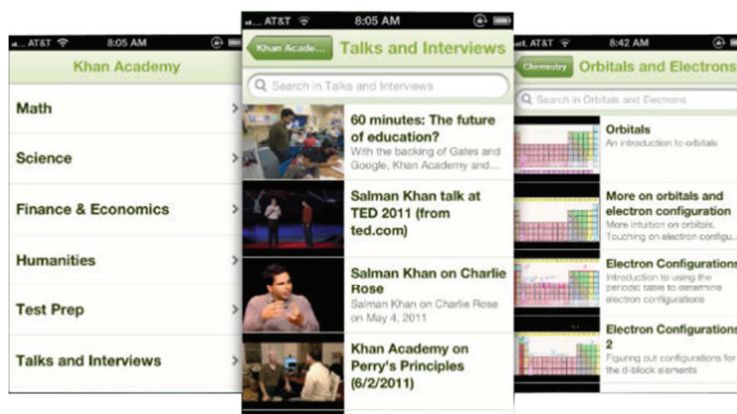 AT&T 8:05 AM
Khan Academy
Math
Science
Finance & Economics
Humanities
Test Prep
Talks and Interviews
AT&T 8:05 AM
Khan Acade...
Talks and Interviews
Search in Talks and Interviews
60 minutes: The future
of education?
With the backing of Gates and
Google, Khan Academy and...
Salman Khan talk at
TED 2011 (from
ted.com)
Salman Khan on Charlie
Rose
Salman Khan on Charlie Rose
on May 4, 2011
Khan Academy on
Perry's Principles
(6/2/2011)
AT&T 8:42 AM
Chemistry
Orbitals and Electrons
Search in Orbitals and Electrons
Orbitals
An introduction to orbitals
More on orbitals and
electron configuration
More intuition on orbitals.
Touching on electron configu...
Electron Configurations
Introduction to using the
periodic table to determine
electron configurations
Electron Configurations
2
Figuring out configurations for
the d-block elements